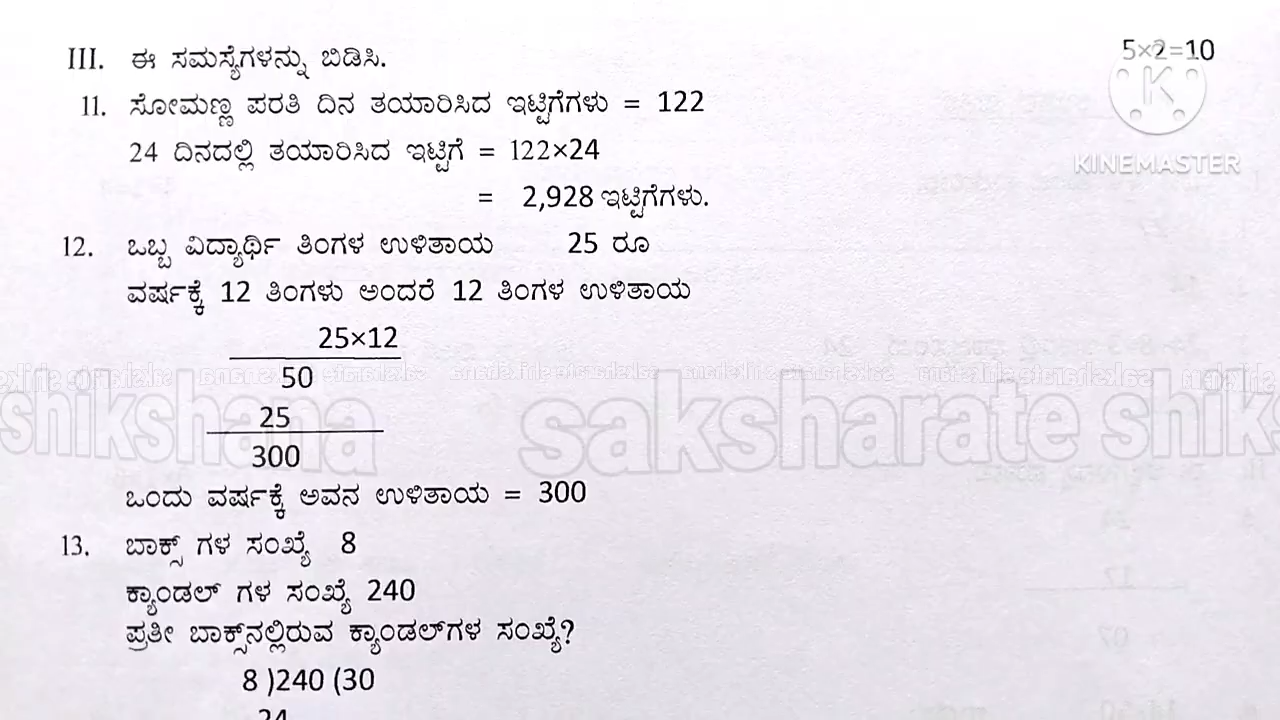 III. ಈ ಸಮಸ್ಯೆಗಳನ್ನು ಬಿಡಿಸಿ. 5×2=10
KINEMASTER
11. ಸೋಮಣ್ಣ ಪರತಿ ದಿನ ತಯಾರಿಸಿದ ಇಟ್ಟಿಗೆಗಳು = 122
24 ದಿನದಲ್ಲಿ ತಯಾರಿಸಿದ ಇಟ್ಟಿಗೆ = 122×24
= 2,928 ಇಟ್ಟಿಗೆಗಳು.
12. ಒಬ್ಬ ವಿದ್ಯಾರ್ಥಿ ತಿಂಗಳ ಉಳಿತಾಯ 25 ರೂ
ವರ್ಷಕ್ಕೆ 12 ತಿಂಗಳು ಅಂದರೆ 12 ತಿಂಗಳ ಉಳಿತಾಯ
25×12
50
25
300
shikshana saksharate shik
ಒಂದು ವರ್ಷಕ್ಕೆ ಅವನ ಉಳಿತಾಯ = 300
13. ಬಾಕ್ಸ್ ಗಳ ಸಂಖ್ಯೆ 8
ಕ್ಯಾಂಡಲ್ ಗಳ ಸಂಖ್ಯೆ 240
ಪ್ರತೀ ಬಾಕ್ಸ್‌ನಲ್ಲಿರುವ ಕ್ಯಾಂಡಲ್‌ಗಳ ಸಂಖ್ಯೆ?
8 )240 (30
24